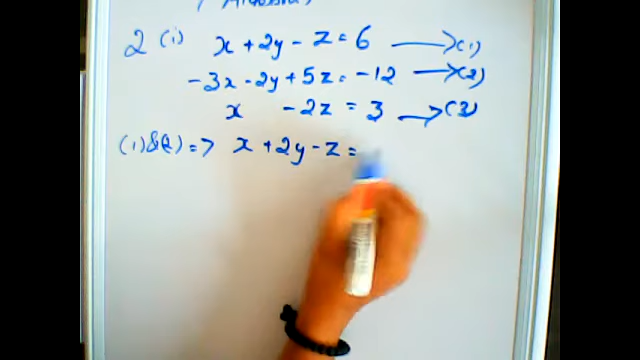 2 (i) x + 2y - z = 6 → (1)
-3x - 2y + 5z = -12 → (2)
x - 2z = 3 → (3)
(1) & (2) => x + 2y - z =